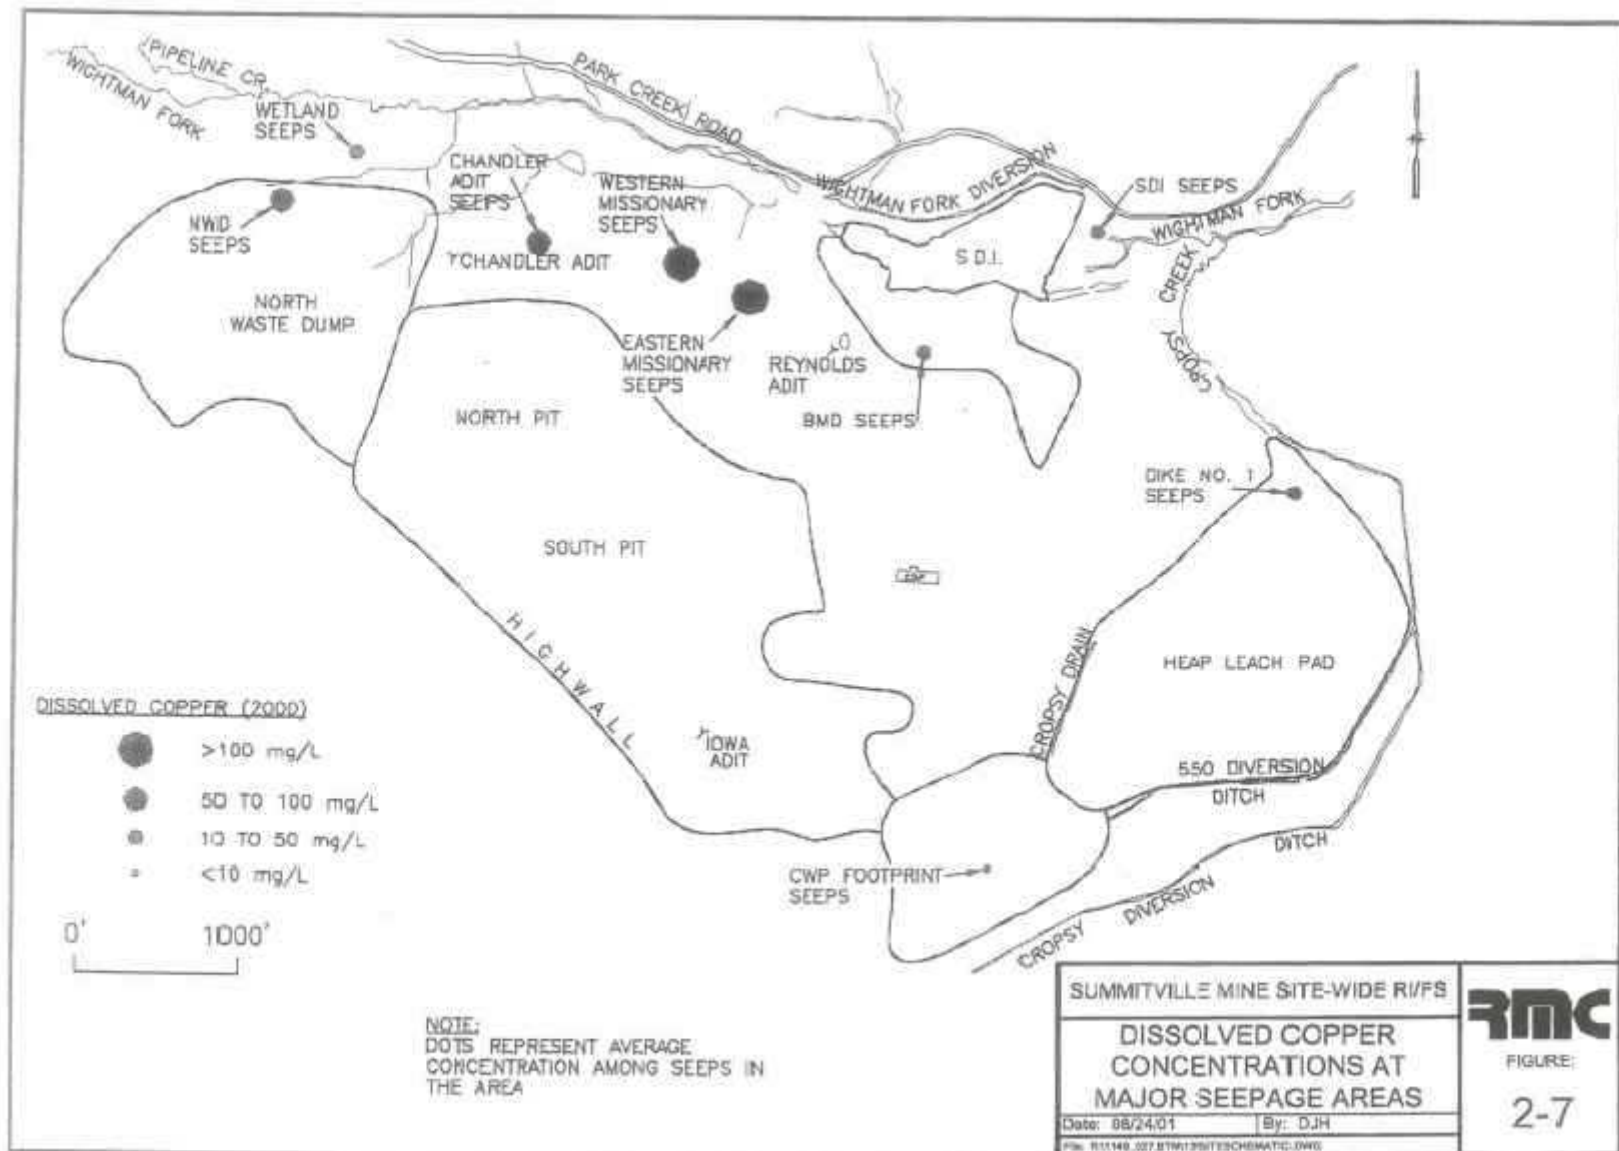 PIPELINE CR.
WIGHTMAN FORK
WETLAND
SEEPS
PARK CREEK ROAD
CHANDLER
ADIT
SEEPS
WESTERN
MISSIONARY
SEEPS
WIGHTMAN FORK DIVERSION
SDI SEEPS
WIGHTMAN FORK
NWD
SEEPS
CHANDLER ADIT
S.D.I.
CROPSY CREEK
NORTH
WASTE DUMP
EASTERN
MISSIONARY
SEEPS
REYNOLDS
ADIT
BMD SEEPS
NORTH PIT
DIKE NO. 1
SEEPS
SOUTH PIT
HIGHWALL
CROPSY DRAIN
HEAP LEACH PAD
IOWA
ADIT
550 DIVERSION
DITCH
CWP FOOTPRINT
SEEPS
CROPSY DIVERSION DITCH
DISSOLVED COPPER (2000)
>100 mg/L
50 TO 100 mg/L
10 TO 50 mg/L
<10 mg/L
0' 1000'
NOTE:
DOTS REPRESENT AVERAGE
CONCENTRATION AMONG SEEPS IN
THE AREA
SUMMITVILLE MINE SITE-WIDE RI/FS
DISSOLVED COPPER
CONCENTRATIONS AT
MAJOR SEEPAGE AREAS
Date: 08/24/01 By: DJH
RMC
FIGURE:
2-7